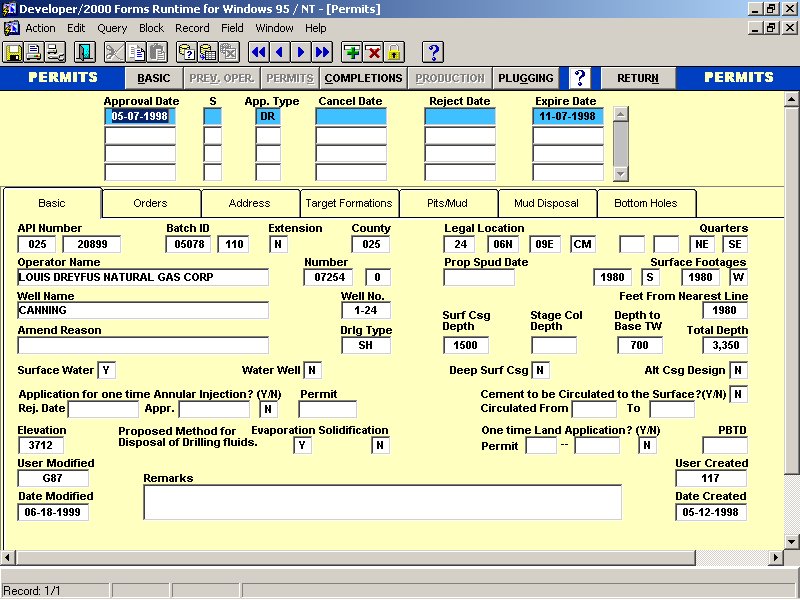 Developer/2000 Forms Runtime for Windows 95 / NT - [Permits]
Action Edit Query Block Record Field Window Help
PERMITS BASIC PREV. OPER. PERMITS COMPLETIONS PRODUCTION PLUGGING ? RETURN PERMITS
Approval Date S App. Type Cancel Date Reject Date Expire Date
05-07-1998 DR 11-07-1998
Basic Orders Address Target Formations Pits/Mud Mud Disposal Bottom Holes
API Number Batch ID Extension County Legal Location Quarters
025 20899 05078 110 N 025 24 06N 09E CM NE SE
Operator Name Number Prop Spud Date Surface Footages
LOUIS DREYFUS NATURAL GAS CORP 07254 0 1980 S 1980 W
Well Name Well No. Feet From Nearest Line
CANNING 1-24 1980
Surf Csg Depth Stage Col Depth Depth to Base TW
Amend Reason Drlg Type Total Depth
SH 1500 700 3,350
Surface Water Y Water Well N Deep Surf Csg N Alt Csg Design N
Application for one time Annular Injection? (Y/N) Permit Cement to be Circulated to the Surface?(Y/N) N
Rej. Date Appr. N Circulated From To
Elevation Proposed Method for Evaporation Solidification One time Land Application? (Y/N) PBTD
3712 Disposal of Drilling fluids. Y N Permit -- N
User Modified User Created
G87 Remarks 117
Date Modified Date Created
06-18-1999 05-12-1998
Record: 1/1